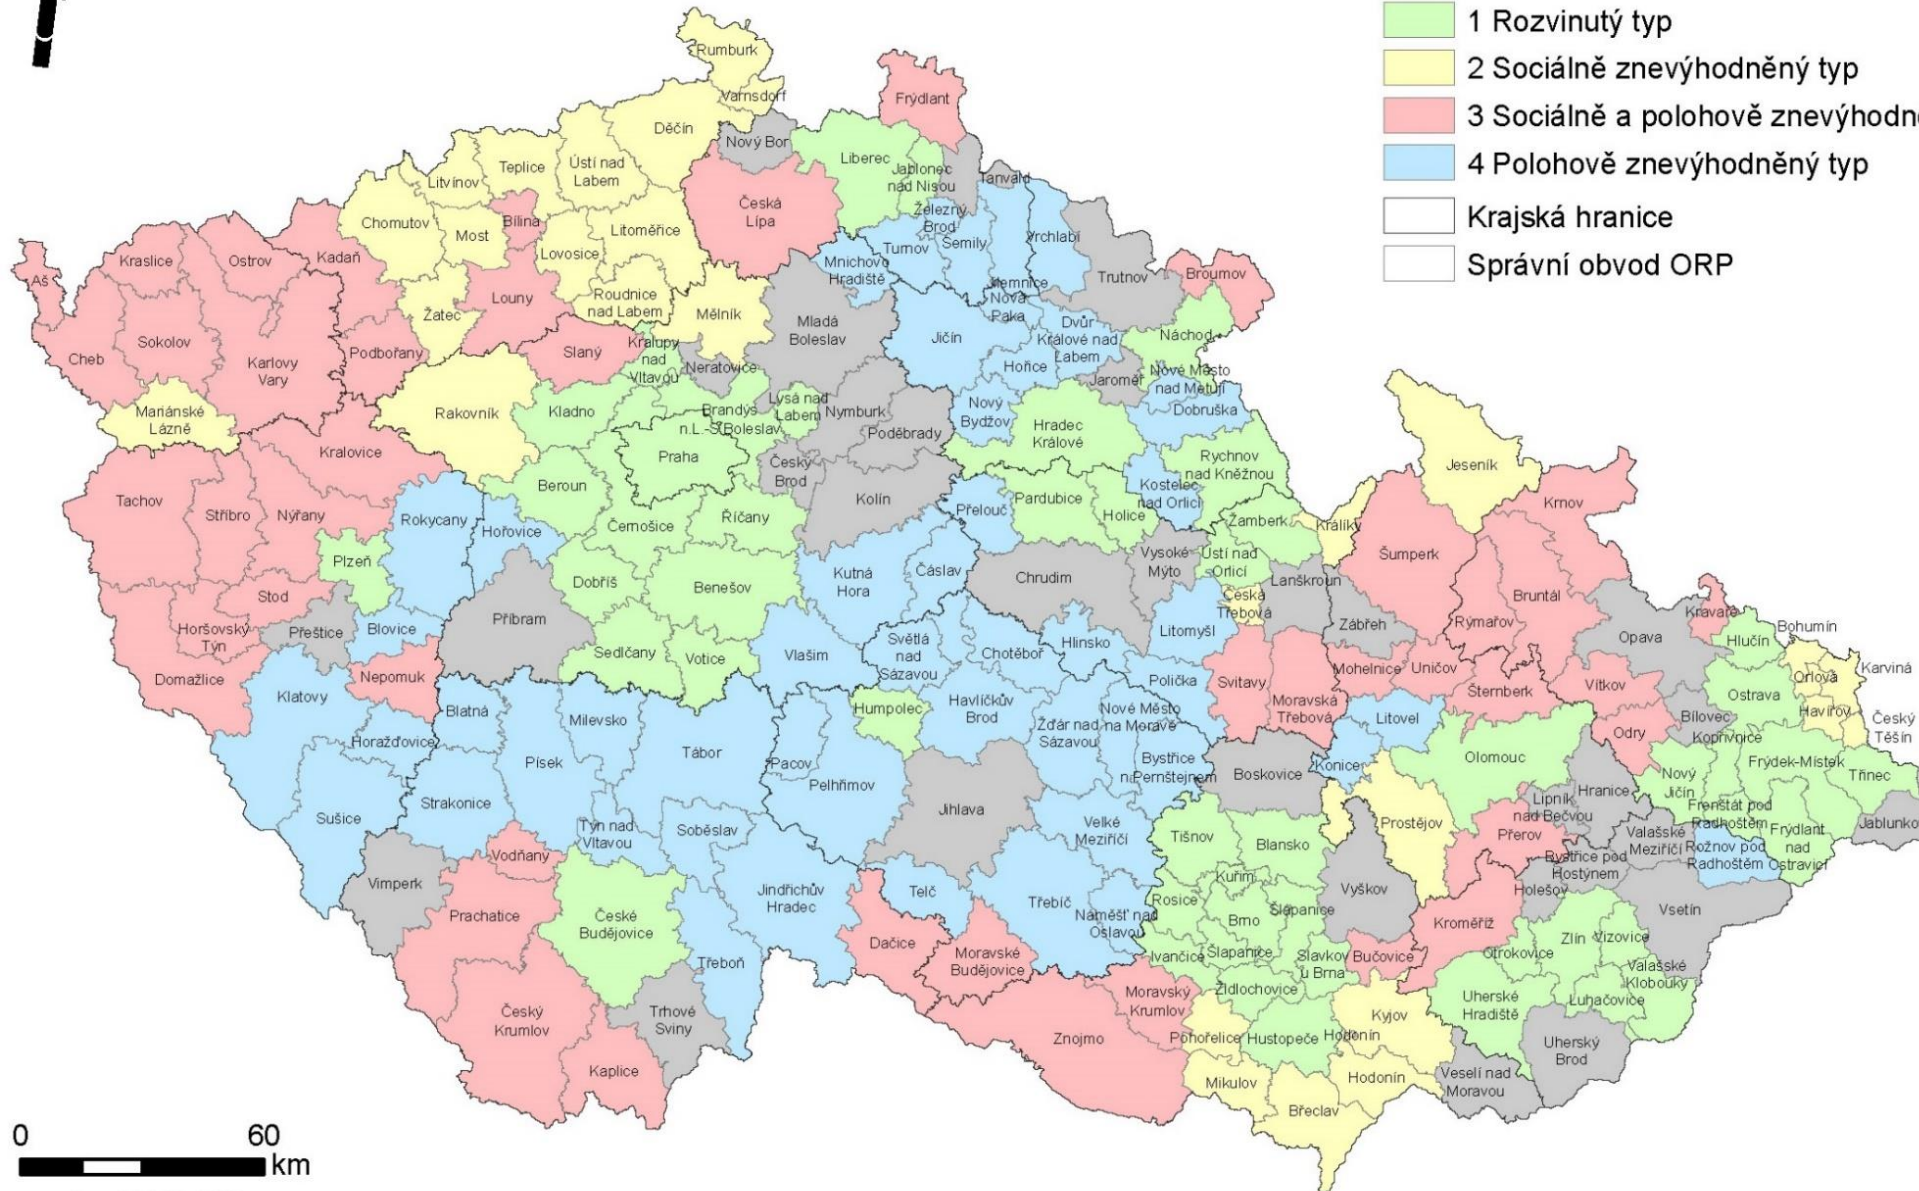 1 Rozvinutý typ
2 Sociálně znevýhodněný typ
3 Sociálně a polohově znevýhodn
4 Polohově znevýhodněný typ
Krajská hranice
Správní obvod ORP
Rumburk
Varnsdorf
Děčín
Nový Bor
Frýdlant
Liberec
Jablonec
nad Nisou
Tanvald
Teplice
Ústí nad
Labem
Litvínov
Chomutov
Most
Bílina
Litoměřice
Lovosice
Česká
Lípa
Železný
Brod
Turnov
Semily
Vrchlabí
Mnichovo
Hradiště
Jilemnice
Nová
Paka
Trutnov
Broumov
Aš
Kraslice
Ostrov
Kadaň
Louny
Žatec
Roudnice
nad Labem
Mělník
Mladá
Boleslav
Jičín
Dvůr
Králové nad
Labem
Náchod
Cheb
Sokolov
Karlovy
Vary
Podbořany
Slaný
Kralupy
nad
Vltavou
Neratovice
Hořice
Jaroměř
Nové Město
nad Metují
Dobruška
Mariánské
Lázně
Rakovník
Kladno
Brandýs
n.L.-S.Boleslav
Lysá nad
Labem
Nymburk
Poděbrady
Nový
Bydžov
Hradec
Králové
Rychnov
nad Kněžnou
Kralovice
Praha
Český
Brod
Kolín
Kostelec
nad Orlicí
Jeseník
Krnov
Tachov
Stříbro
Nýřany
Beroun
Rokycany
Hořovice
Černošice
Říčany
Přelouč
Pardubice
Holice
Žamberk
Králíky
Šumperk
Plzeň
Dobříš
Benešov
Kutná
Hora
Čáslav
Chrudim
Vysoké
Mýto
Ústí nad
Orlicí
Lanškroun
Česká
Třebová
Zábřeh
Rýmařov
Bruntál
Opava
Kravaře
Hlučín
Bohumín
Karviná
Orlová
Havířov
Český
Těšín
Stod
Horšovský
Týn
Přeštice
Blovice
Příbram
Sedlčany
Votice
Vlašim
Světlá
nad
Sázavou
Chotěboř
Hlinsko
Litomyšl
Polička
Svitavy
Moravská
Třebová
Mohelnice
Uničov
Šternberk
Vítkov
Ostrava
Bílovec
Kopřivnice
Odry
Domažlice
Nepomuk
Klatovy
Horažďovice
Blatná
Milevsko
Písek
Tábor
Pacov
Pelhřimov
Humpolec
Havlíčkův
Brod
Žďár nad
Sázavou
Nové Město
na Moravě
Bystřice
n.Pernštejnem
Boskovice
Konice
Litovel
Olomouc
Nový
Jičín
Frýdek-Místek
Třinec
Jablunko
Frenštát pod
Radhoštěm
Frýdlant
nad
Ostravicí
Sušice
Strakonice
Týn nad
Vltavou
Soběslav
Jihlava
Velké
Meziříčí
Tišnov
Blansko
Prostějov
Přerov
Lipník
nad Bečvou
Hranice
Valašské
Meziříčí
Rožnov pod
Radhoštěm
Bystřice pod
Hostýnem
Holešov
Vsetín
Vimperk
Vodňany
Prachatice
České
Budějovice
Jindřichův
Hradec
Telč
Třebíč
Náměšť nad
Oslavou
Kuřim
Rosice
Brno
Šlapanice
Vyškov
Kroměříž
Třeboň
Dačice
Moravské
Budějovice
Ivančice
Šlapanice
Slavkov
u Brna
Bučovice
Otrokovice
Zlín
Vizovice
Valašské
Klobouky
Luhačovice
Český
Krumlov
Trhové
Sviny
Kaplice
Znojmo
Moravský
Krumlov
Židlochovice
Pohořelice
Hustopeče
Hodonín
Kyjov
Uherské
Hradiště
Uherský
Brod
Veselí nad
Moravou
Mikulov
Břeclav
Hodonín
0
60
km